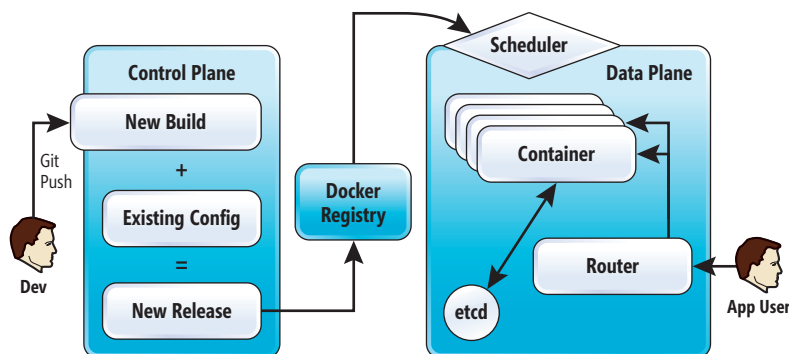 Control Plane
New Build
Git
Push
+
Existing Config
=
New Release
Dev
Docker
Registry
Scheduler
Data Plane
Container
Router
etcd
App User